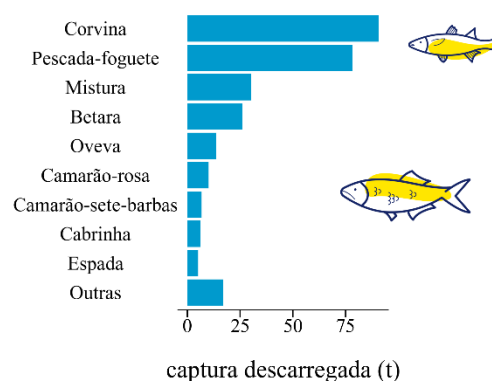 Corvina
Pescada-foguete
Mistura
Betara
Oveva
Camarão-rosa
Camarão-sete-barbas
Cabrinha
Espada
Outras
0 25 50 75
captura descarregada (t)